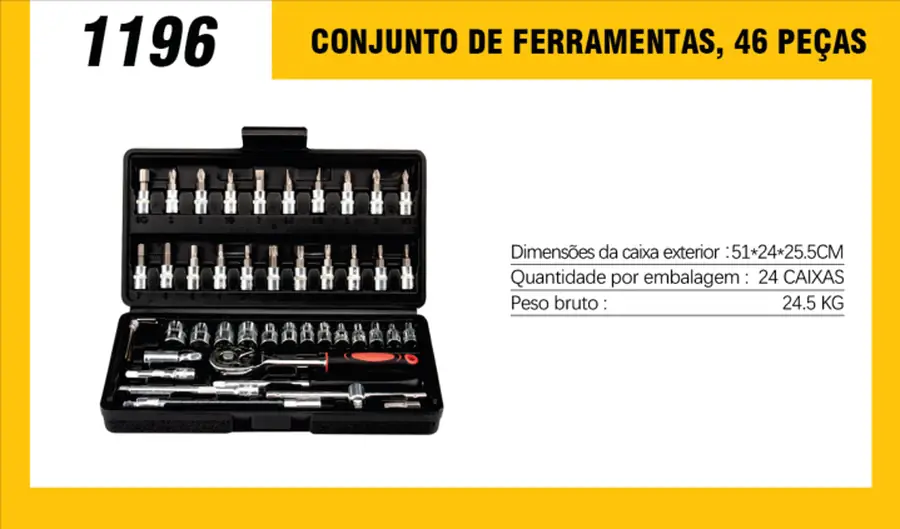 1196
CONJUNTO DE FERRAMENTAS, 46 PEÇAS
Dimensões da caixa exterior :51*24*25.5CM
Quantidade por embalagem : 24 CAIXAS
Peso bruto : 24.5 KG